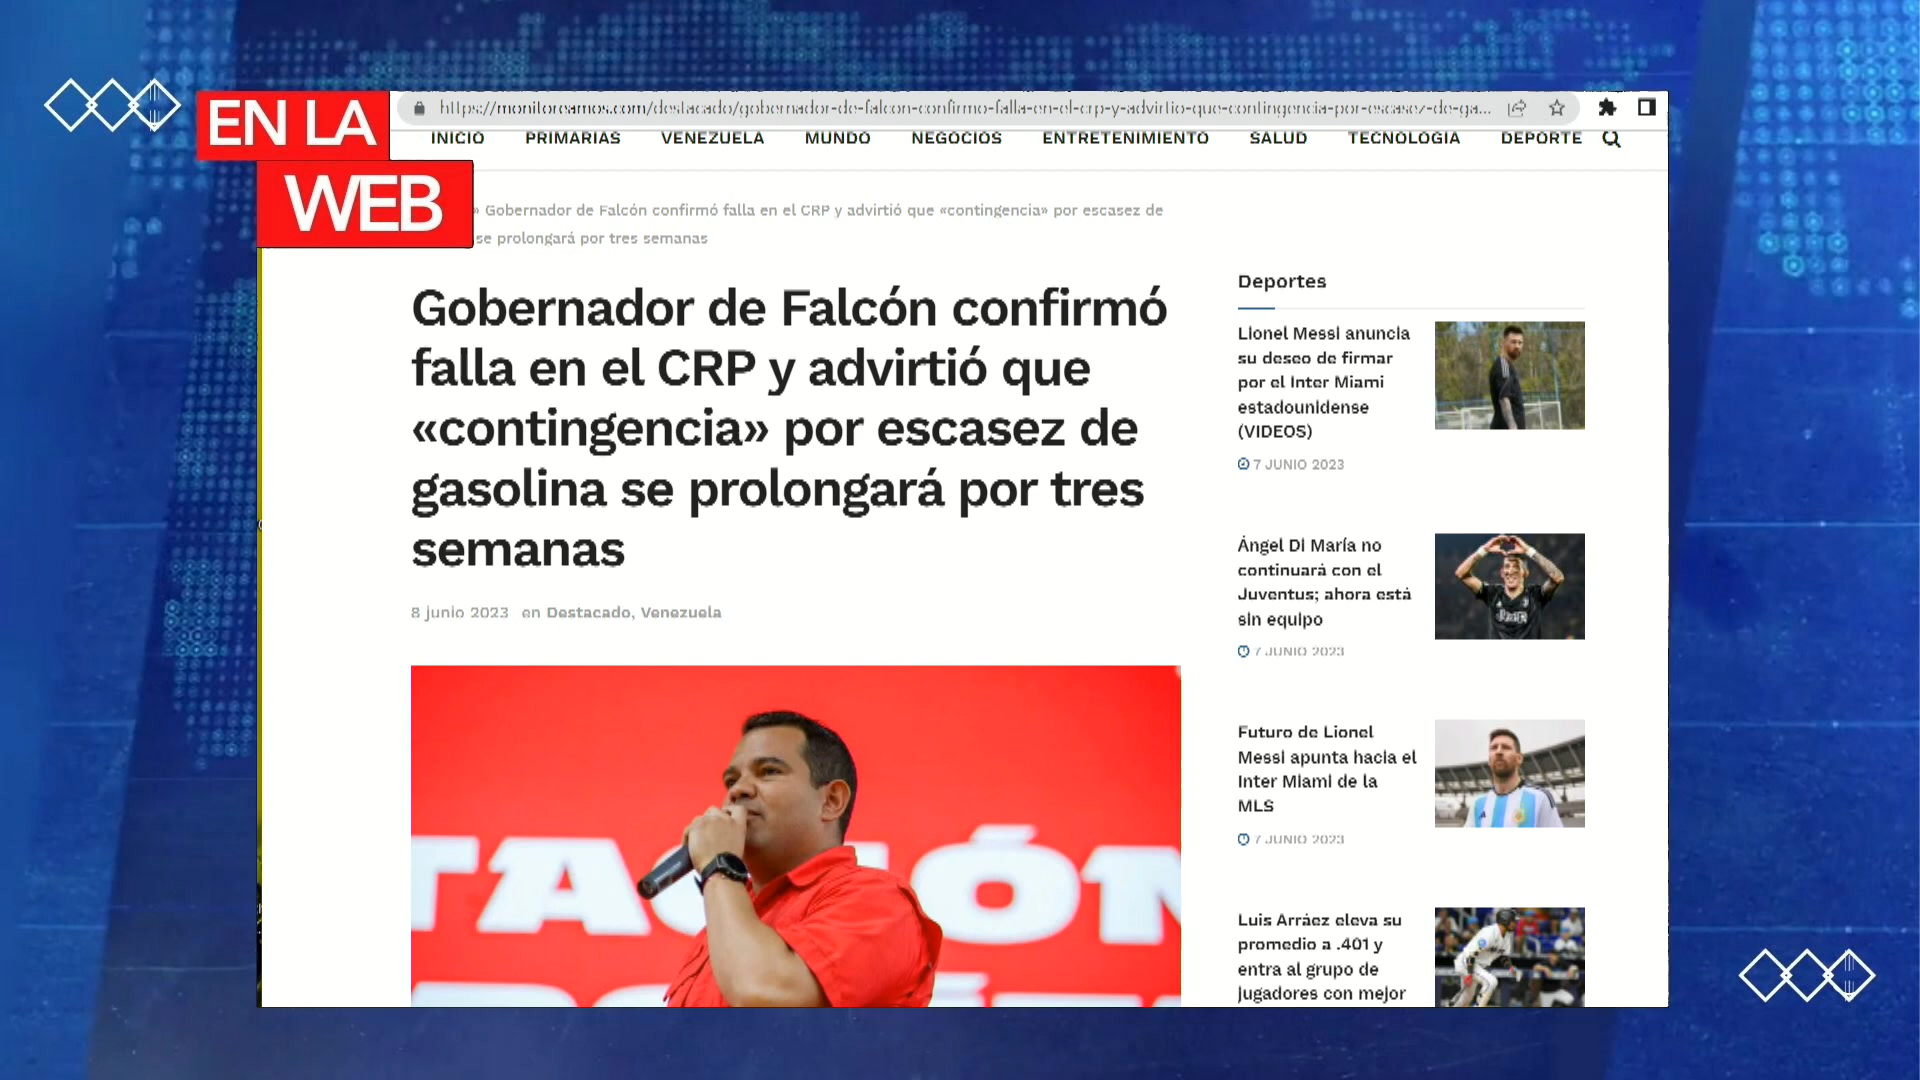 EN LA
WEB
https://monitoreamos.com/destacado/gobernador-de-falcon-confirmo-falla-en-el-crp-y-advirtio-que-contingencia-por-escasez-de-ga...
INICIO PRIMARIAS VENEZUELA MUNDO NEGOCIOS ENTRETENIMIENTO SALUD TECNOLOGIA DEPORTE
» Gobernador de Falcón confirmó falla en el CRP y advirtió que «contingencia» por escasez de
se prolongará por tres semanas
Gobernador de Falcón confirmó
falla en el CRP y advirtió que
«contingencia» por escasez de
gasolina se prolongará por tres
semanas
8 junio 2023 en Destacado, Venezuela
Deportes
Lionel Messi anuncia
su deseo de firmar
por el Inter Miami
estadounidense
(VIDEOS)
7 JUNIO 2023
Ángel Di María no
continuará con el
Juventus; ahora está
sin equipo
7 JUNIO 2023
Futuro de Lionel
Messi apunta hacia el
Inter Miami de la
MLS
7 JUNIO 2023
Luis Arráez eleva su
promedio a .401 y
entra al grupo de
jugadores con mejor